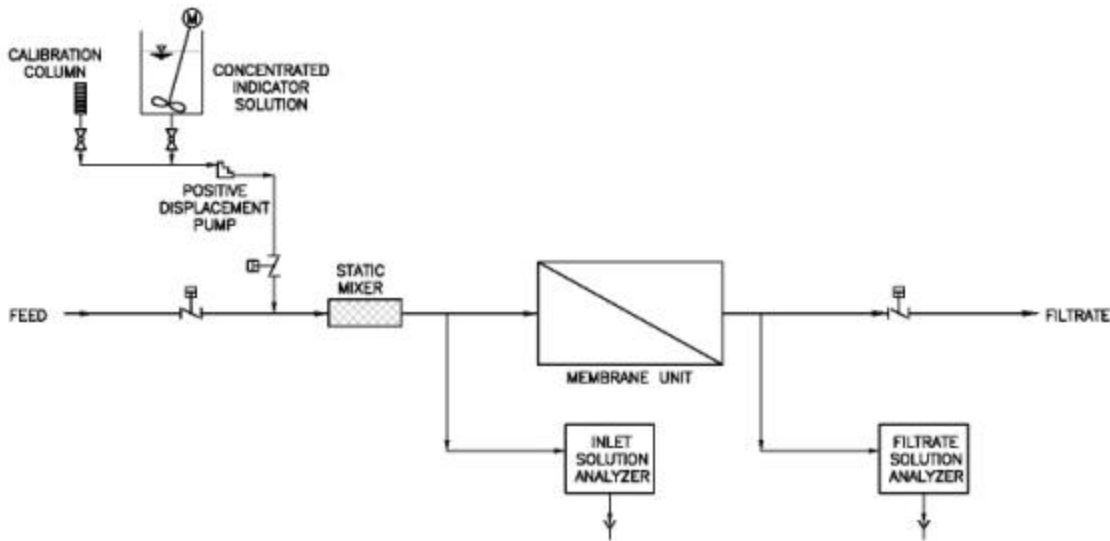 M
CALIBRATION
COLUMN
CONCENTRATED
INDICATOR
SOLUTION
POSITIVE
DISPLACEMENT
PUMP
STATIC
MIXER
FEED
FILTRATE
MEMBRANE UNIT
INLET
SOLUTION
ANALYZER
FILTRATE
SOLUTION
ANALYZER